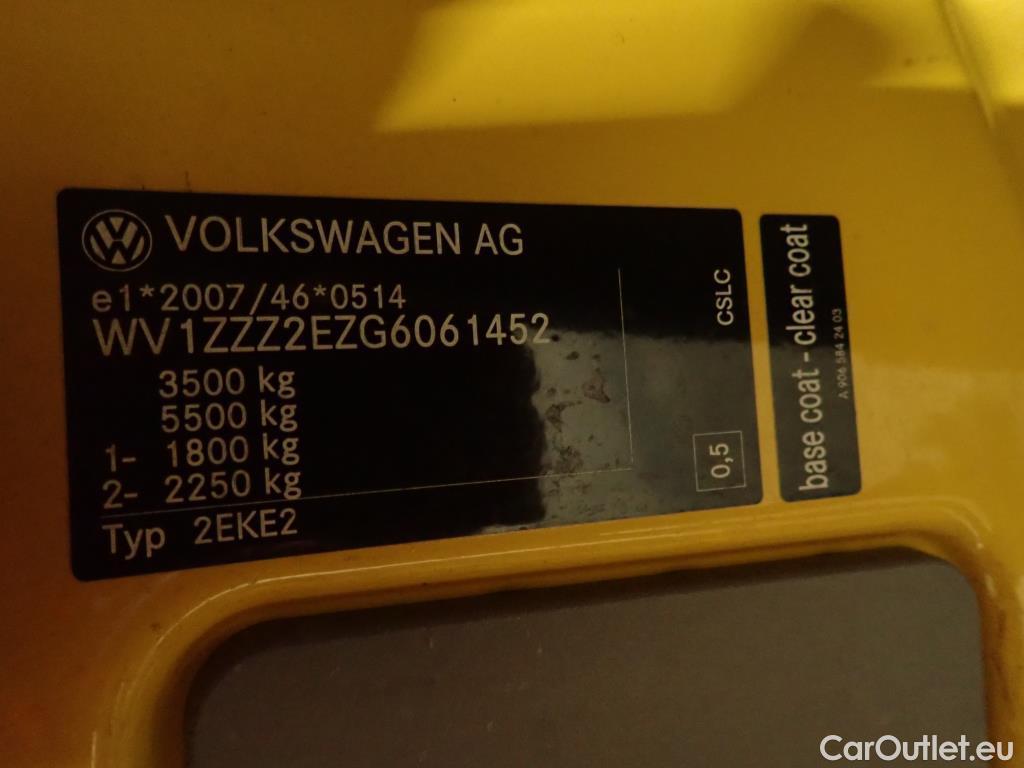 VOLKSWAGEN AG
e1*2007/46*0514
WV1ZZZ2EZG6061452
3500 kg
5500 kg
1- 1800 kg
2- 2250 kg
Typ 2EKE2
CSLC
0,5
base coat - clear coat
A 906 584 24 03
CarOutlet.eu